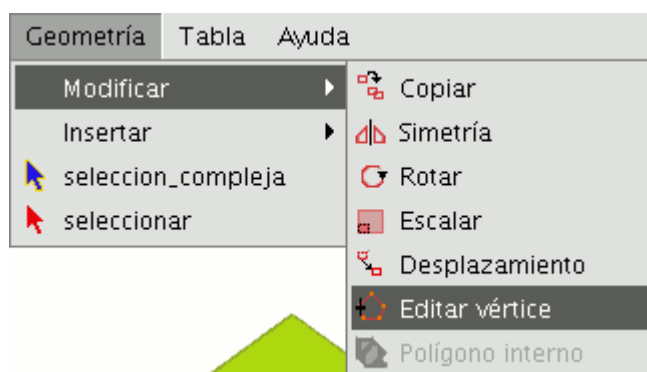 Geometría Tabla Ayuda
Modificar
Insertar
seleccion_compleja
seleccionar
Copiar
Simetría
Rotar
Escalar
Desplazamiento
Editar vértice
Polígono interno